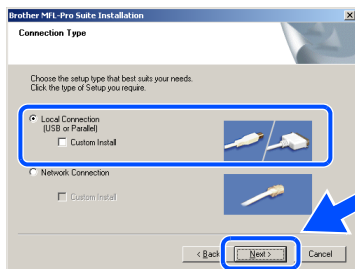 Brother MFL-Pro Suite Installation
Connection Type
Choose the setup type that best suits your needs.
Click the type of Setup you require.
Local Connection
(USB or Parallel)
Custom Install
Network Connection
Custom Install
< Back
Next >
Cancel